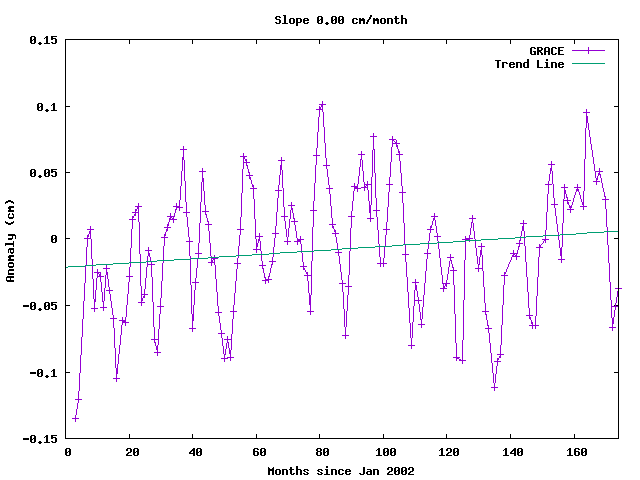 Slope 0.00 cm/month
GRACE
Trend Line
Anomaly (cm)
0.15
0.1
0.05
0
-0.05
-0.1
-0.15
0 20 40 60 80 100 120 140 160
Months since Jan 2002